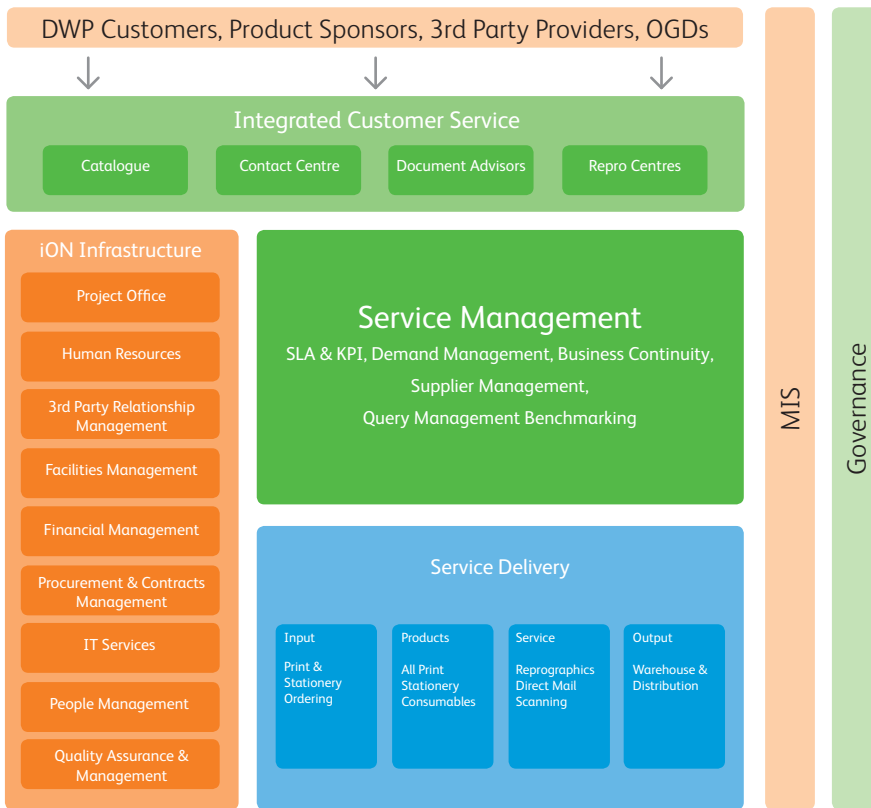 DWP Customers, Product Sponsors, 3rd Party Providers, OGDs
Integrated Customer Service
Catalogue
Contact Centre
Document Advisors
Repro Centres
iON Infrastructure
Project Office
Human Resources
3rd Party Relationship
Management
Facilities Management
Financial Management
Procurement & Contracts
Management
IT Services
People Management
Quality Assurance &
Management
Service Management
SLA & KPI, Demand Management, Business Continuity,
Supplier Management,
Query Management Benchmarking
Service Delivery
Input
Print &
Stationery
Ordering
Products
All Print
Stationery
Consumables
Service
Reprographics
Direct Mail
Scanning
Output
Warehouse &
Distribution
MIS
Governance